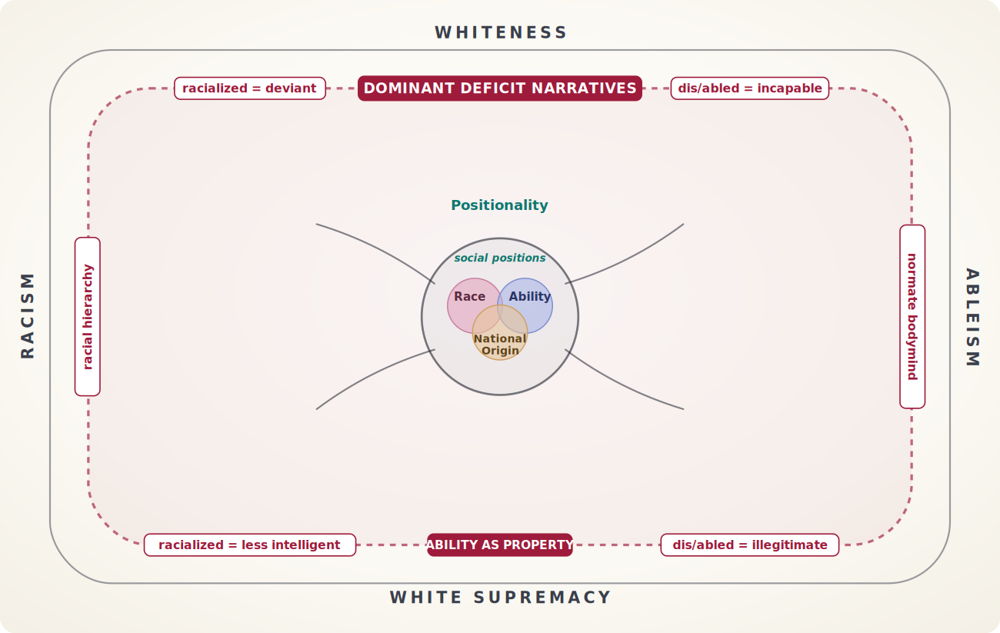 WHITENESS
racialized = deviant
DOMINANT DEFICIT NARRATIVES
dis/abled = incapable
Positionality
social positions
Race
Ability
National
Origin
RACISM
racial hierarchy
normate bodymind
ABLEISM
racialized = less intelligent
ABILITY AS PROPERTY
dis/abled = illegitimate
WHITE SUPREMACY